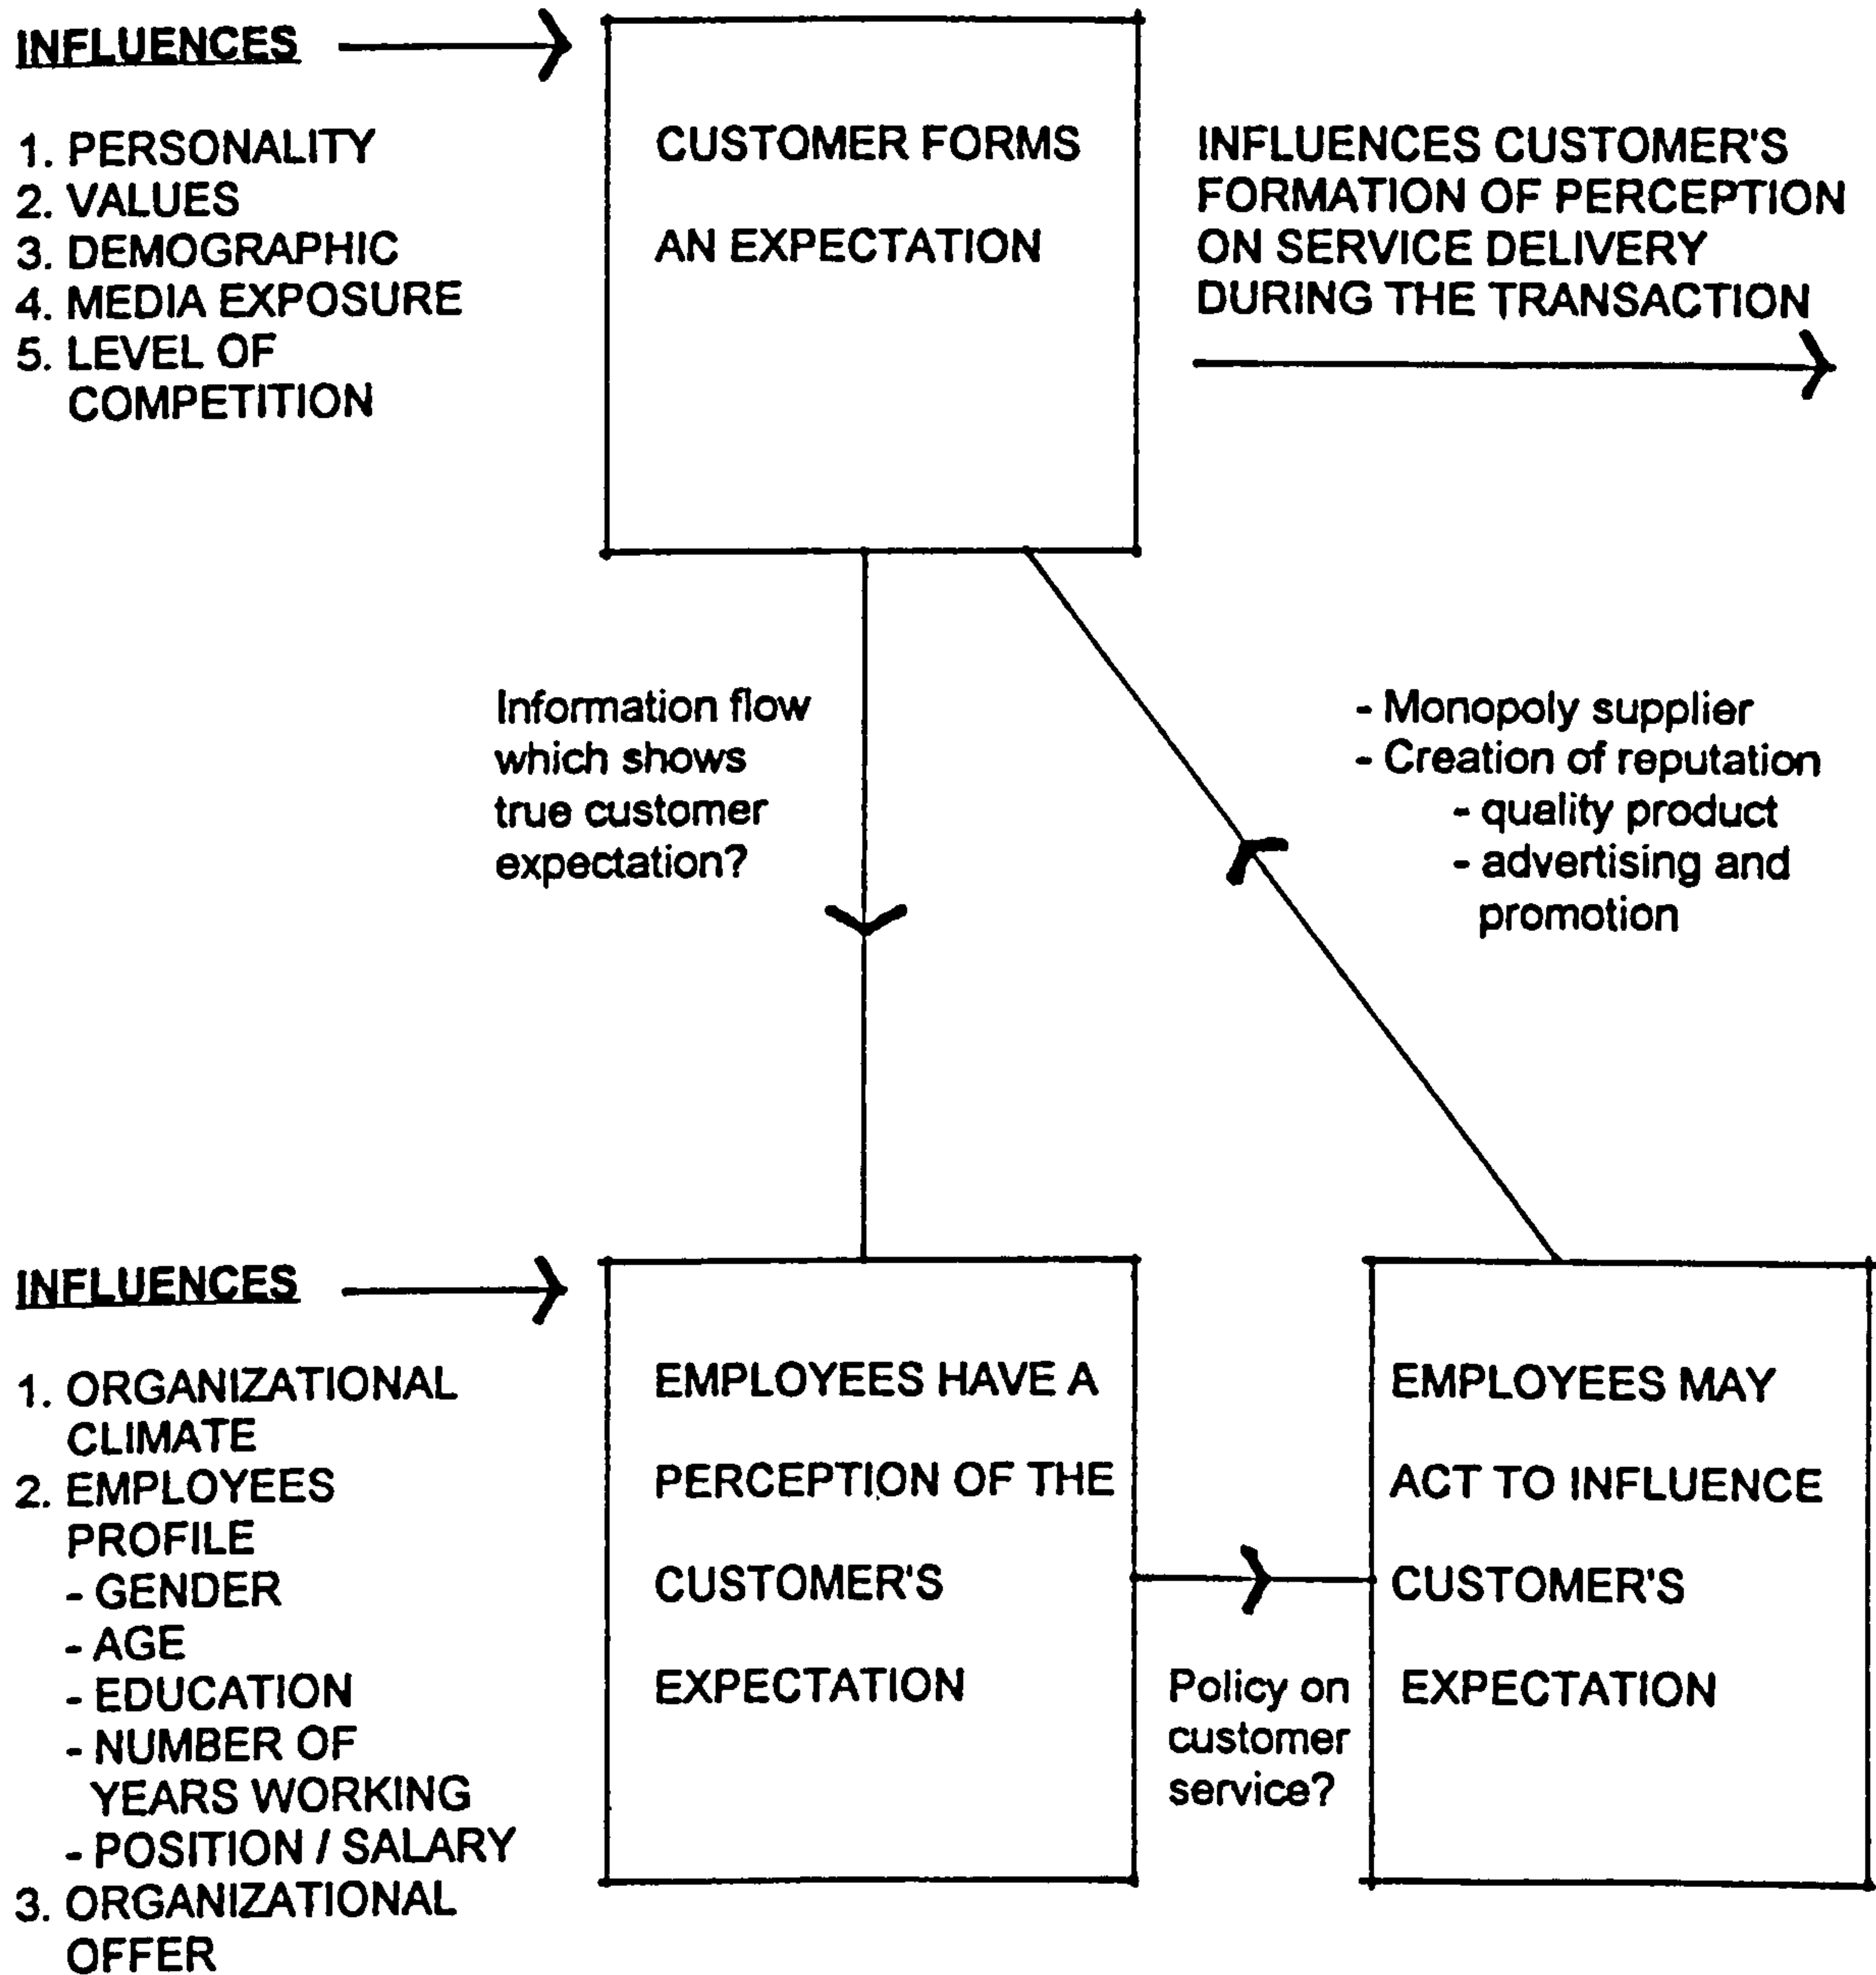 INFLUENCES
1. PERSONALITY
2. VALUES
3. DEMOGRAPHIC
4. MEDIA EXPOSURE
5. LEVEL OF
COMPETITION
CUSTOMER FORMS
AN EXPECTATION
INFLUENCES CUSTOMER'S
FORMATION OF PERCEPTION
ON SERVICE DELIVERY
DURING THE TRANSACTION
Information flow
which shows
true customer
expectation?
- Monopoly supplier
- Creation of reputation
- quality product
- advertising and
promotion
INFLUENCES
1. ORGANIZATIONAL
CLIMATE
2. EMPLOYEES
PROFILE
- GENDER
- AGE
- EDUCATION
- NUMBER OF
YEARS WORKING
- POSITION / SALARY
3. ORGANIZATIONAL
OFFER
EMPLOYEES HAVE A
PERCEPTION OF THE
CUSTOMER'S
EXPECTATION
Policy on
customer
service?
EMPLOYEES MAY
ACT TO INFLUENCE
CUSTOMER'S
EXPECTATION